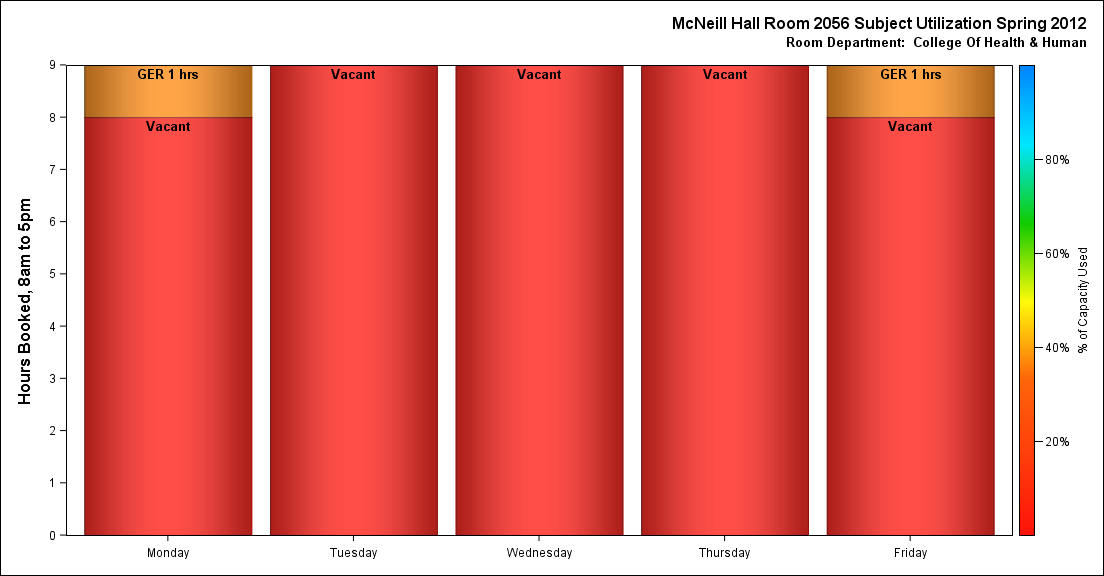 McNeill Hall Room 2056 Subject Utilization Spring 2012
Room Department:  College Of Health & Human
Hours Booked, 8am to 5pm
9
8
7
6
5
4
3
2
1
0
GER 1 hrs
Vacant
Vacant
Vacant
Vacant
GER 1 hrs
Vacant
Monday
Tuesday
Wednesday
Thursday
Friday
80%
60%
40%
20%
% of Capacity Used